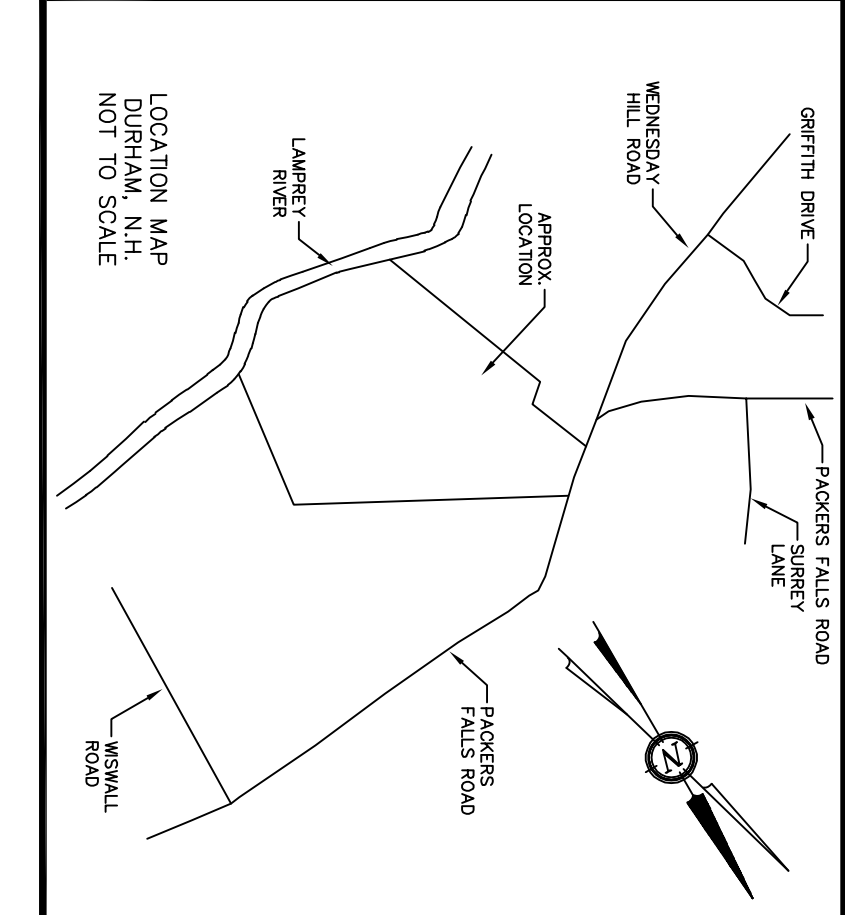 GRIFFITH DRIVE
WEDNESDAY
HILL ROAD
PACKERS FALLS ROAD
SURREY
LANE
APPROX.
LOCATION
LAMPREY
RIVER
LOCATION MAP
DURHAM, N.H.
NOT TO SCALE
PACKERS
FALLS ROAD
WISWALL
ROAD
N